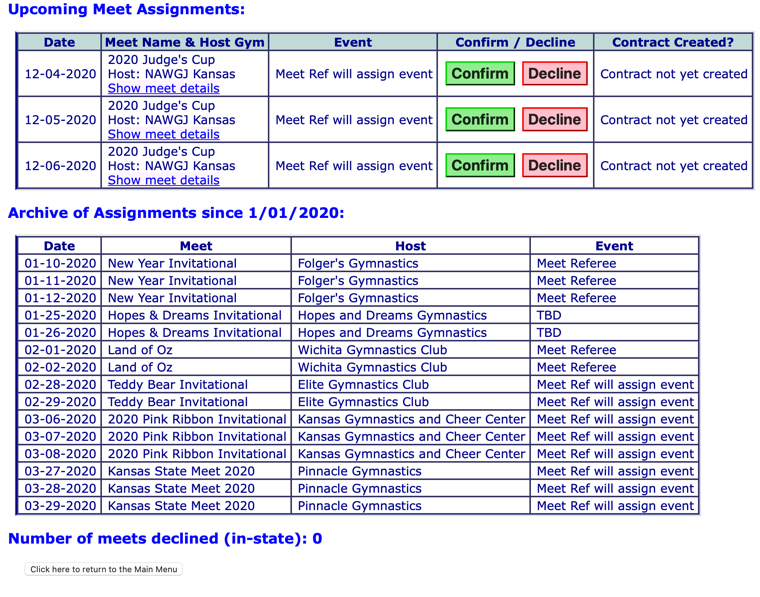 Upcoming Meet Assignments:
Date Meet Name & Host Gym Event Confirm / Decline Contract Created?
12-04-2020 2020 Judge's Cup
Host: NAWGJ Kansas
Show meet details Meet Ref will assign event Confirm Decline Contract not yet created
12-05-2020 2020 Judge's Cup
Host: NAWGJ Kansas
Show meet details Meet Ref will assign event Confirm Decline Contract not yet created
12-06-2020 2020 Judge's Cup
Host: NAWGJ Kansas
Show meet details Meet Ref will assign event Confirm Decline Contract not yet created
Archive of Assignments since 1/01/2020:
Date Meet Host Event
01-10-2020 New Year Invitational Folger's Gymnastics Meet Referee
01-11-2020 New Year Invitational Folger's Gymnastics Meet Referee
01-12-2020 New Year Invitational Folger's Gymnastics Meet Referee
01-25-2020 Hopes & Dreams Invitational Hopes and Dreams Gymnastics TBD
01-26-2020 Hopes & Dreams Invitational Hopes and Dreams Gymnastics TBD
02-01-2020 Land of Oz Wichita Gymnastics Club Meet Referee
02-02-2020 Land of Oz Wichita Gymnastics Club Meet Referee
02-28-2020 Teddy Bear Invitational Elite Gymnastics Club Meet Ref will assign event
02-29-2020 Teddy Bear Invitational Elite Gymnastics Club Meet Ref will assign event
03-06-2020 2020 Pink Ribbon Invitational Kansas Gymnastics and Cheer Center Meet Ref will assign event
03-07-2020 2020 Pink Ribbon Invitational Kansas Gymnastics and Cheer Center Meet Ref will assign event
03-08-2020 2020 Pink Ribbon Invitational Kansas Gymnastics and Cheer Center Meet Ref will assign event
03-27-2020 Kansas State Meet 2020 Pinnacle Gymnastics Meet Ref will assign event
03-28-2020 Kansas State Meet 2020 Pinnacle Gymnastics Meet Ref will assign event
03-29-2020 Kansas State Meet 2020 Pinnacle Gymnastics Meet Ref will assign event
Number of meets declined (in-state): 0
Click here to return to the Main Menu